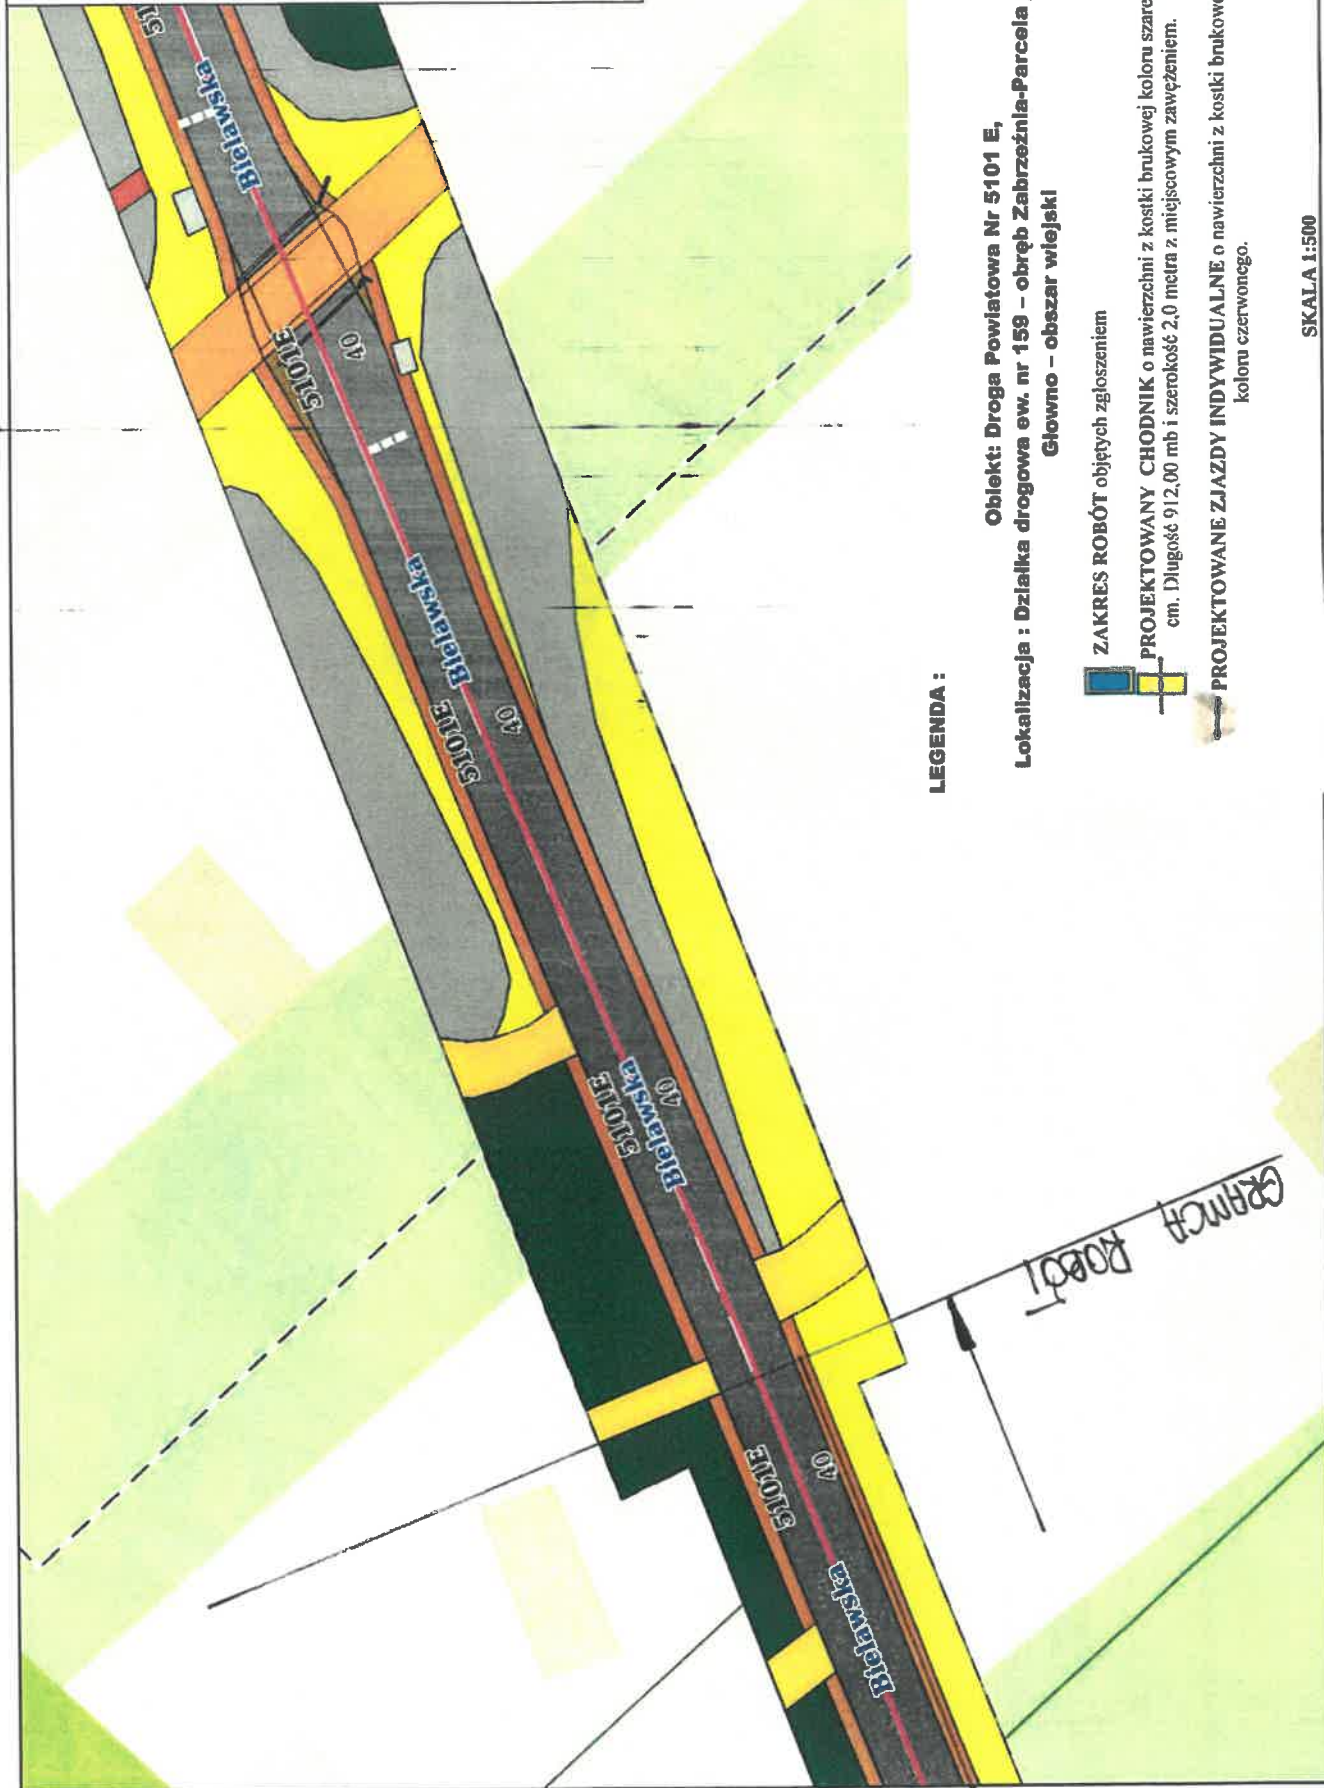 51
Bielawska
5101E
40
Bielawska
5101E
40
5101E
Bielawska
40
5101E
40
Bielawska
GRANICA ROBÓT
LEGENDA :
Obiekt: Droga Powiatowa Nr 5101 E,
Lokalizacja : Działka drogowa ew. nr 159 – obręb Zabrzeźnia-Parcela
Głowno – obszar wiejski
ZAKRES ROBÓT objętych zgłoszeniem
PROJEKTOWANY CHODNIK o nawierzchni z kostki brukowej koloru szare
cm. Długość 912,00 mb i szerokość 2,0 metra z miejscowym zawężeniem.
PROJEKTOWANE ZJAZDY INDYWIDUALNE o nawierzchni z kostki brukowe
koloru czerwonego.
SKALA 1:500